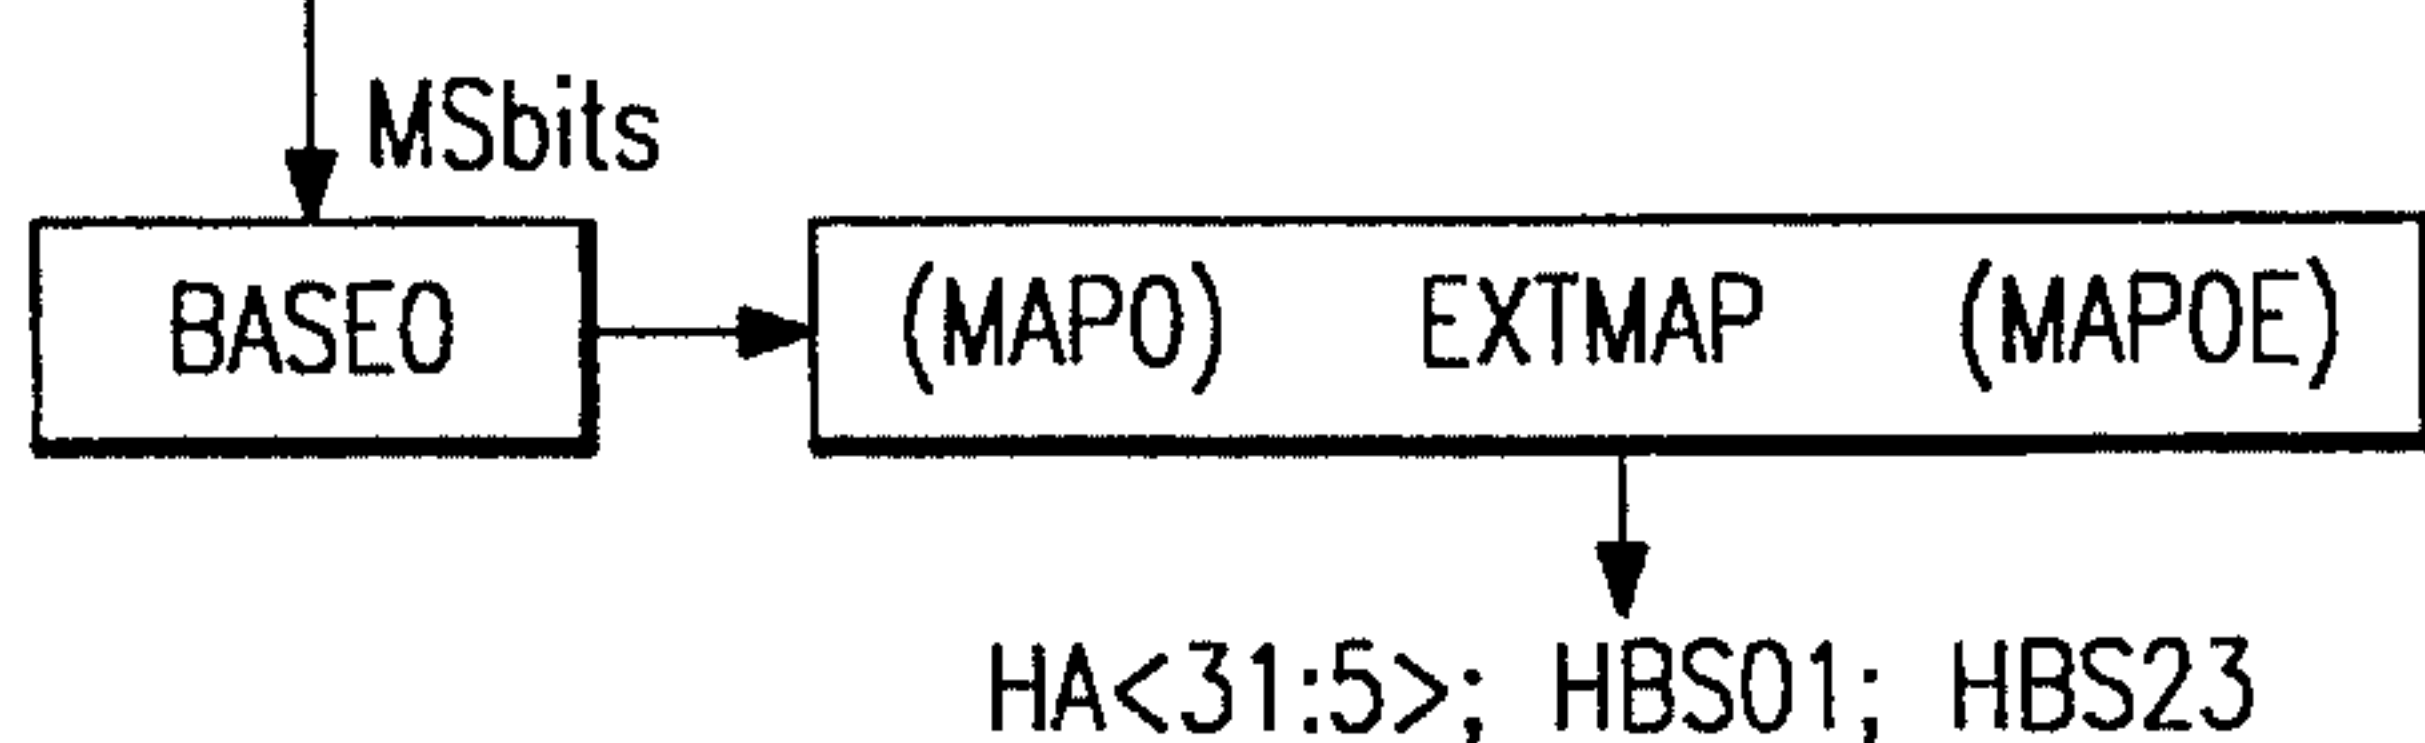 MSbits
BASE0 (MAP0) EXTMAP (MAP0E)
HA<31:5>; HBS01; HBS23